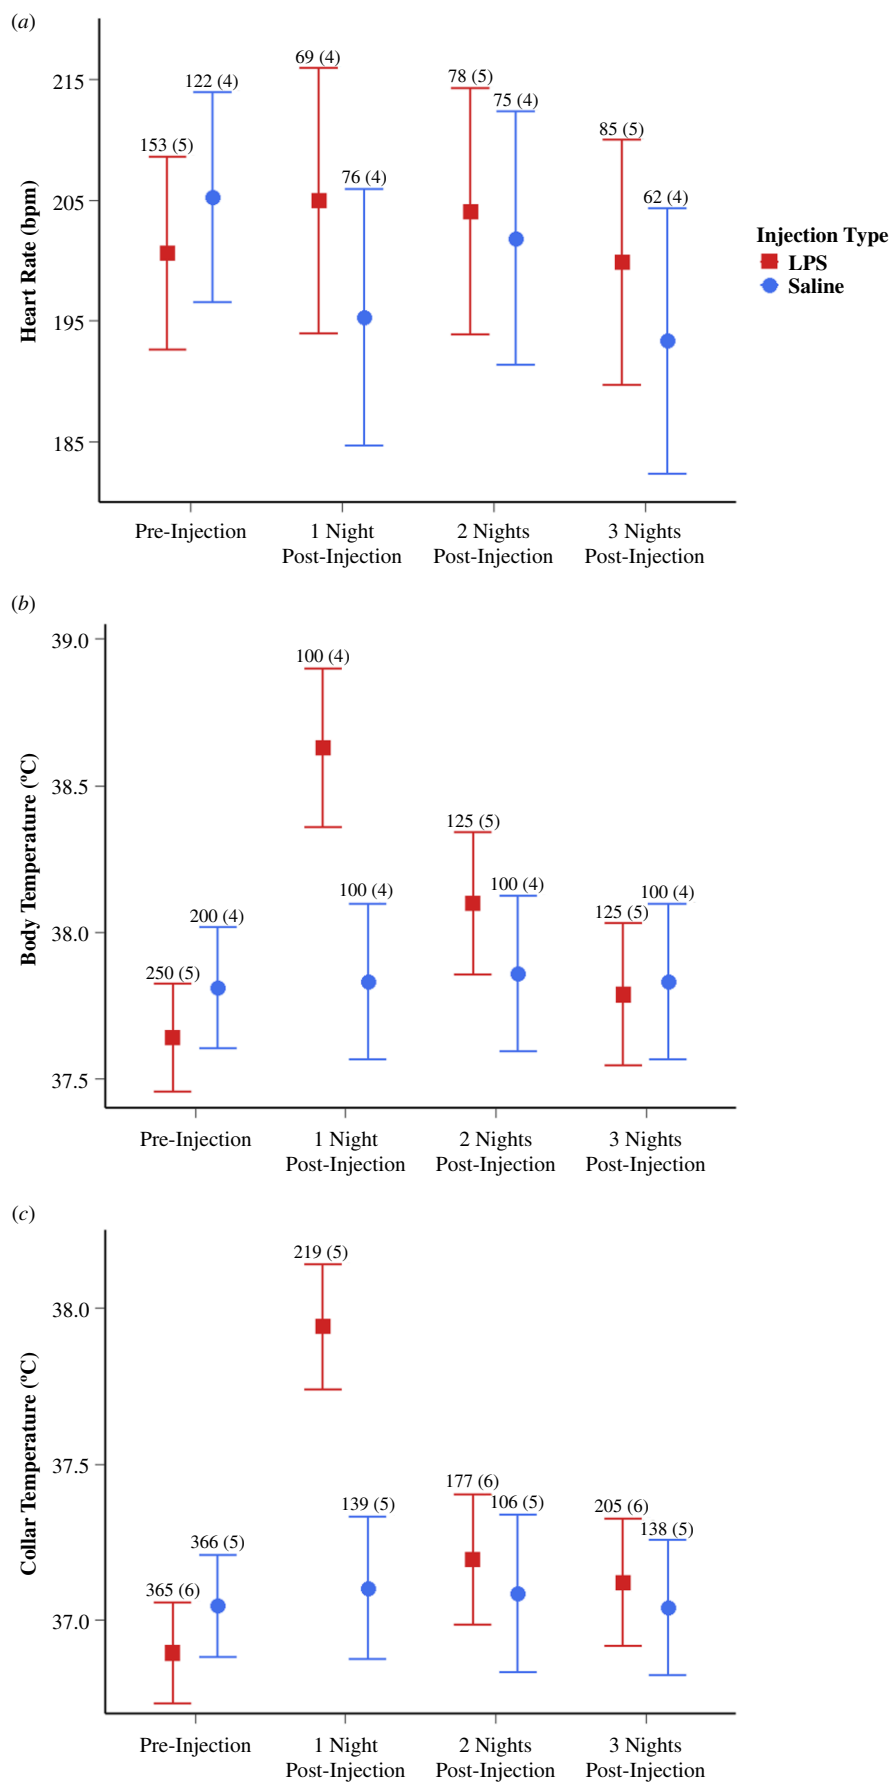 (a)
215
205
195
185
Heart Rate (bpm)
153 (5)
122 (4)
69 (4)
76 (4)
78 (5)
75 (4)
85 (5)
62 (4)
Pre-Injection
1 Night
Post-Injection
2 Nights
Post-Injection
3 Nights
Post-Injection
Injection Type
LPS
Saline
(b)
39.0
38.5
38.0
37.5
Body Temperature (ºC)
250 (5)
200 (4)
100 (4)
100 (4)
125 (5)
100 (4)
125 (5)
100 (4)
Pre-Injection
1 Night
Post-Injection
2 Nights
Post-Injection
3 Nights
Post-Injection
(c)
38.0
37.5
37.0
Collar Temperature (ºC)
365 (6)
366 (5)
219 (5)
139 (5)
177 (6)
106 (5)
205 (6)
138 (5)
Pre-Injection
1 Night
Post-Injection
2 Nights
Post-Injection
3 Nights
Post-Injection